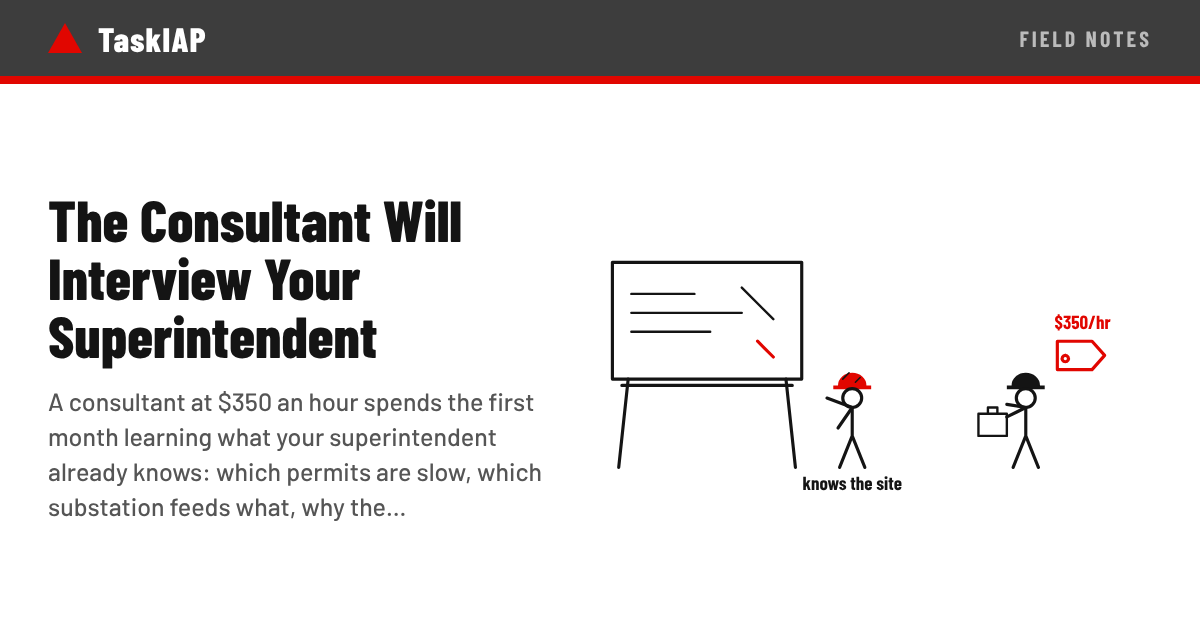 TaskIAP
FIELD NOTES
The Consultant Will
Interview Your
Superintendent
A consultant at $350 an hour spends the first
month learning what your superintendent
already knows: which permits are slow, which
substation feeds what, why the...
$350/hr
knows the site